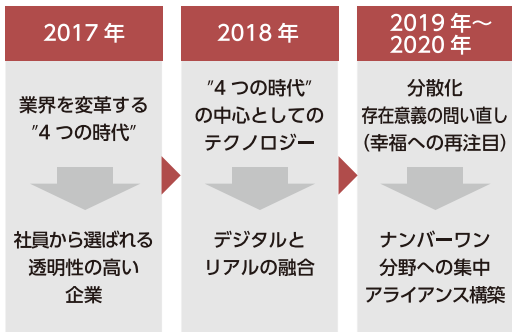 2017年
業界を変革する
”4つの時代”
社員から選ばれる
透明性の高い
企業
2018年
”4つの時代”
の中心としての
テクノロジー
デジタルと
リアルの融合
2019年～
2020年
分散化
存在意義の問い直し
(幸福への再注目)
ナンバーワン
分野への集中
アライアンス構築